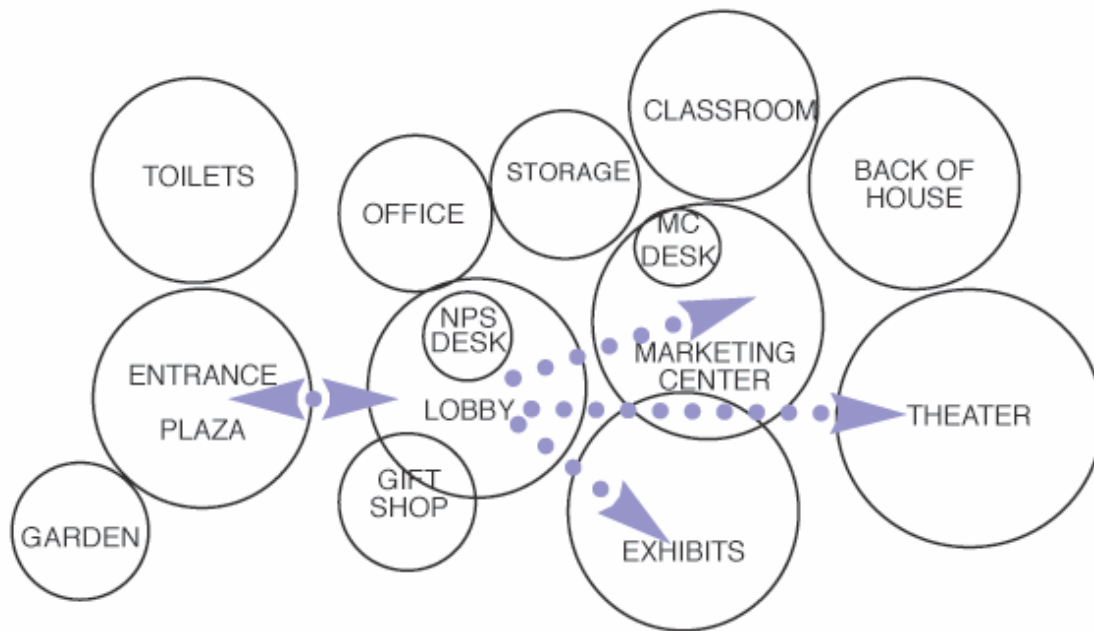 CLASSROOM
TOILETS
STORAGE
BACK OF
HOUSE
OFFICE
MC
DESK
NPS
DESK
MARKETING
CENTER
ENTRANCE
PLAZA
LOBBY
THEATER
GIFT
SHOP
GARDEN
EXHIBITS